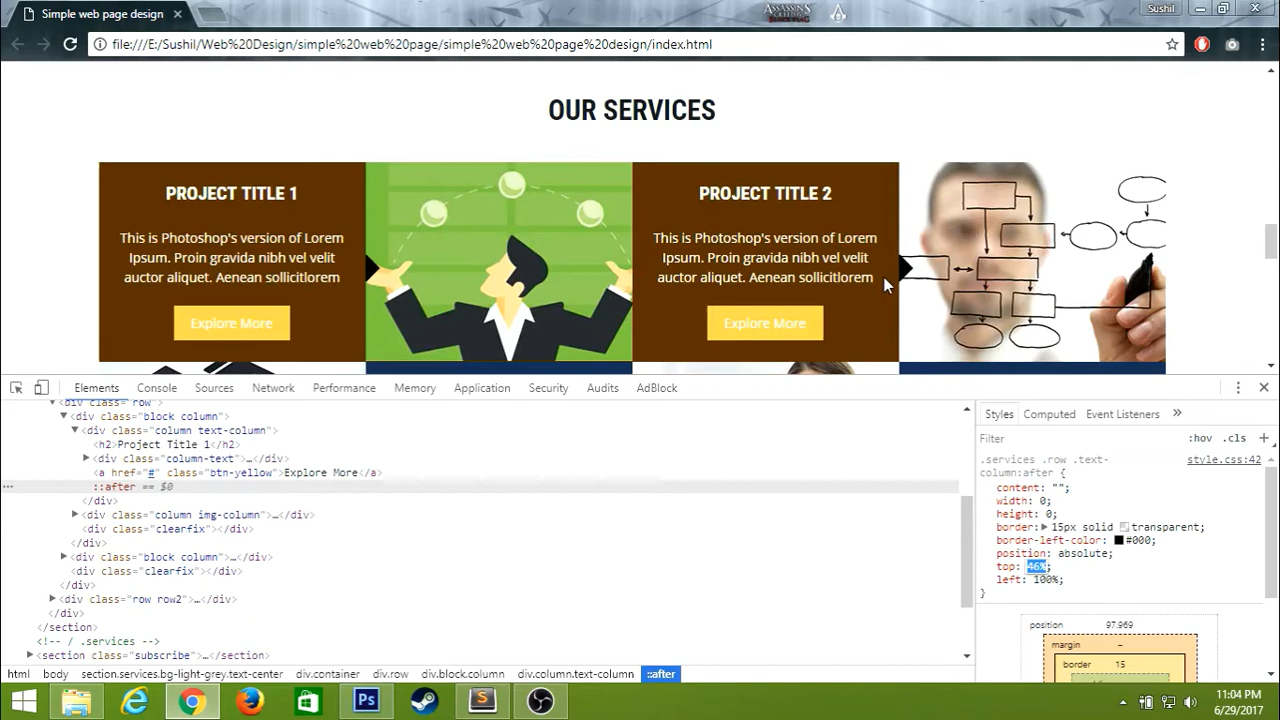 Simple web page design
ASSASSIN'S
Sushil
file:///E:/Sushil/Web%20Design/simple%20web%20page/simple%20web%20page%20design/index.html
OUR SERVICES
PROJECT TITLE 1
This is Photoshop's version of Lorem
Ipsum. Proin gravida nibh vel velit
auctor aliquet. Aenean sollicitlorem
Explore More
PROJECT TITLE 2
This is Photoshop's version of Lorem
Ipsum. Proin gravida nibh vel velit
auctor aliquet. Aenean sollicitlorem
Explore More
Elements Console Sources Network Performance Memory Application Security Audits AdBlock
<div class="row">
<div class="block column">
<div class="column text-column">
<h2>Project Title 1</h2>
<div class="column-text">…</div>
<a href="#" class="btn-yellow">Explore More</a>
::after == $0
</div>
<div class="column img-column">…</div>
<div class="clearfix"></div>
</div>
<div class="block column">…</div>
<div class="clearfix"></div>
</div>
<div class="row row2">…</div>
</div>
</section>
<!-- / .services -->
<section class="subscribe">…</section>
html body section.services.bg-light-grey.text-center div.container div.row div.block.column div.column.text-column ::after
Styles Computed Event Listeners »
Filter :hov .cls +
.services .row .text- style.css:42
column:after {
content: "";
width: 0;
height: 0;
border: 15px solid transparent;
border-left-color: #000;
position: absolute;
top: 46%;
left: 100%;
}
position 97.969
margin –
border 15
11:04 PM
6/29/2017